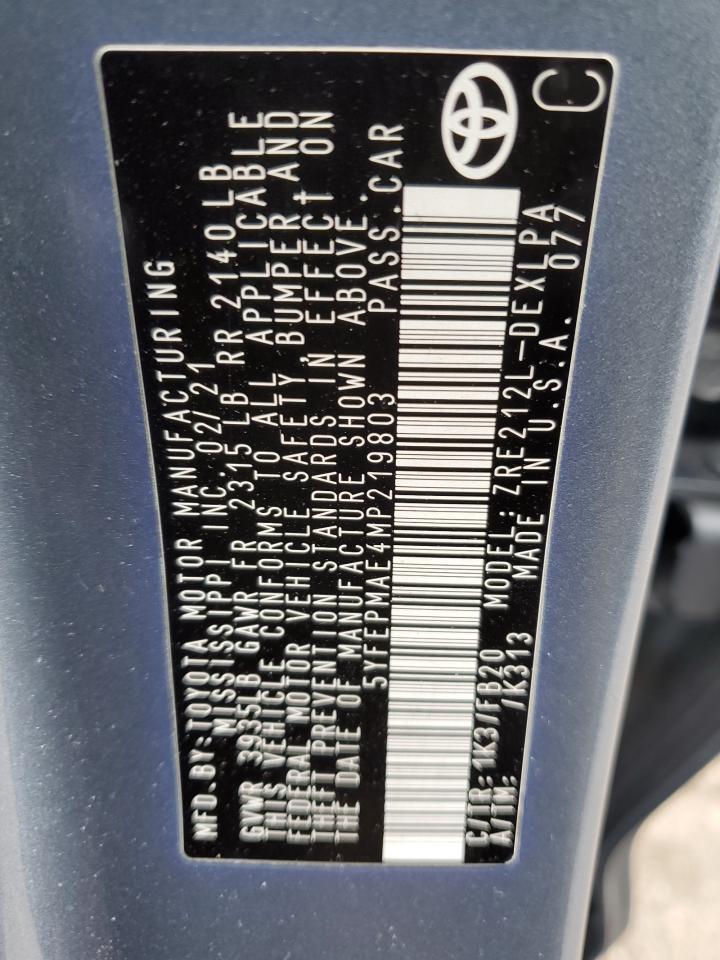 MFD.BY:TOYOTA MOTOR MANUFACTURING
MISSISSIPPI INC. 02/21
GVWR 3935LB GAWR FR 2315 LB RR 2140 LB
THIS VEHICLE CONFORMS TO ALL APPLICABLE
FEDERAL MOTOR VEHICLE SAFETY, BUMPER AND
THEFT PREVENTION STANDARDS IN EFFECT ON
THE DATE OF MANUFACTURE SHOWN ABOVE.
5YFEPMAE4MP219803 PASS.CAR
C/TR:1K3/FB20 MODEL:ZRE212L-DEXLPA
A/TM: /K313 MADE IN U.S.A. 077
C